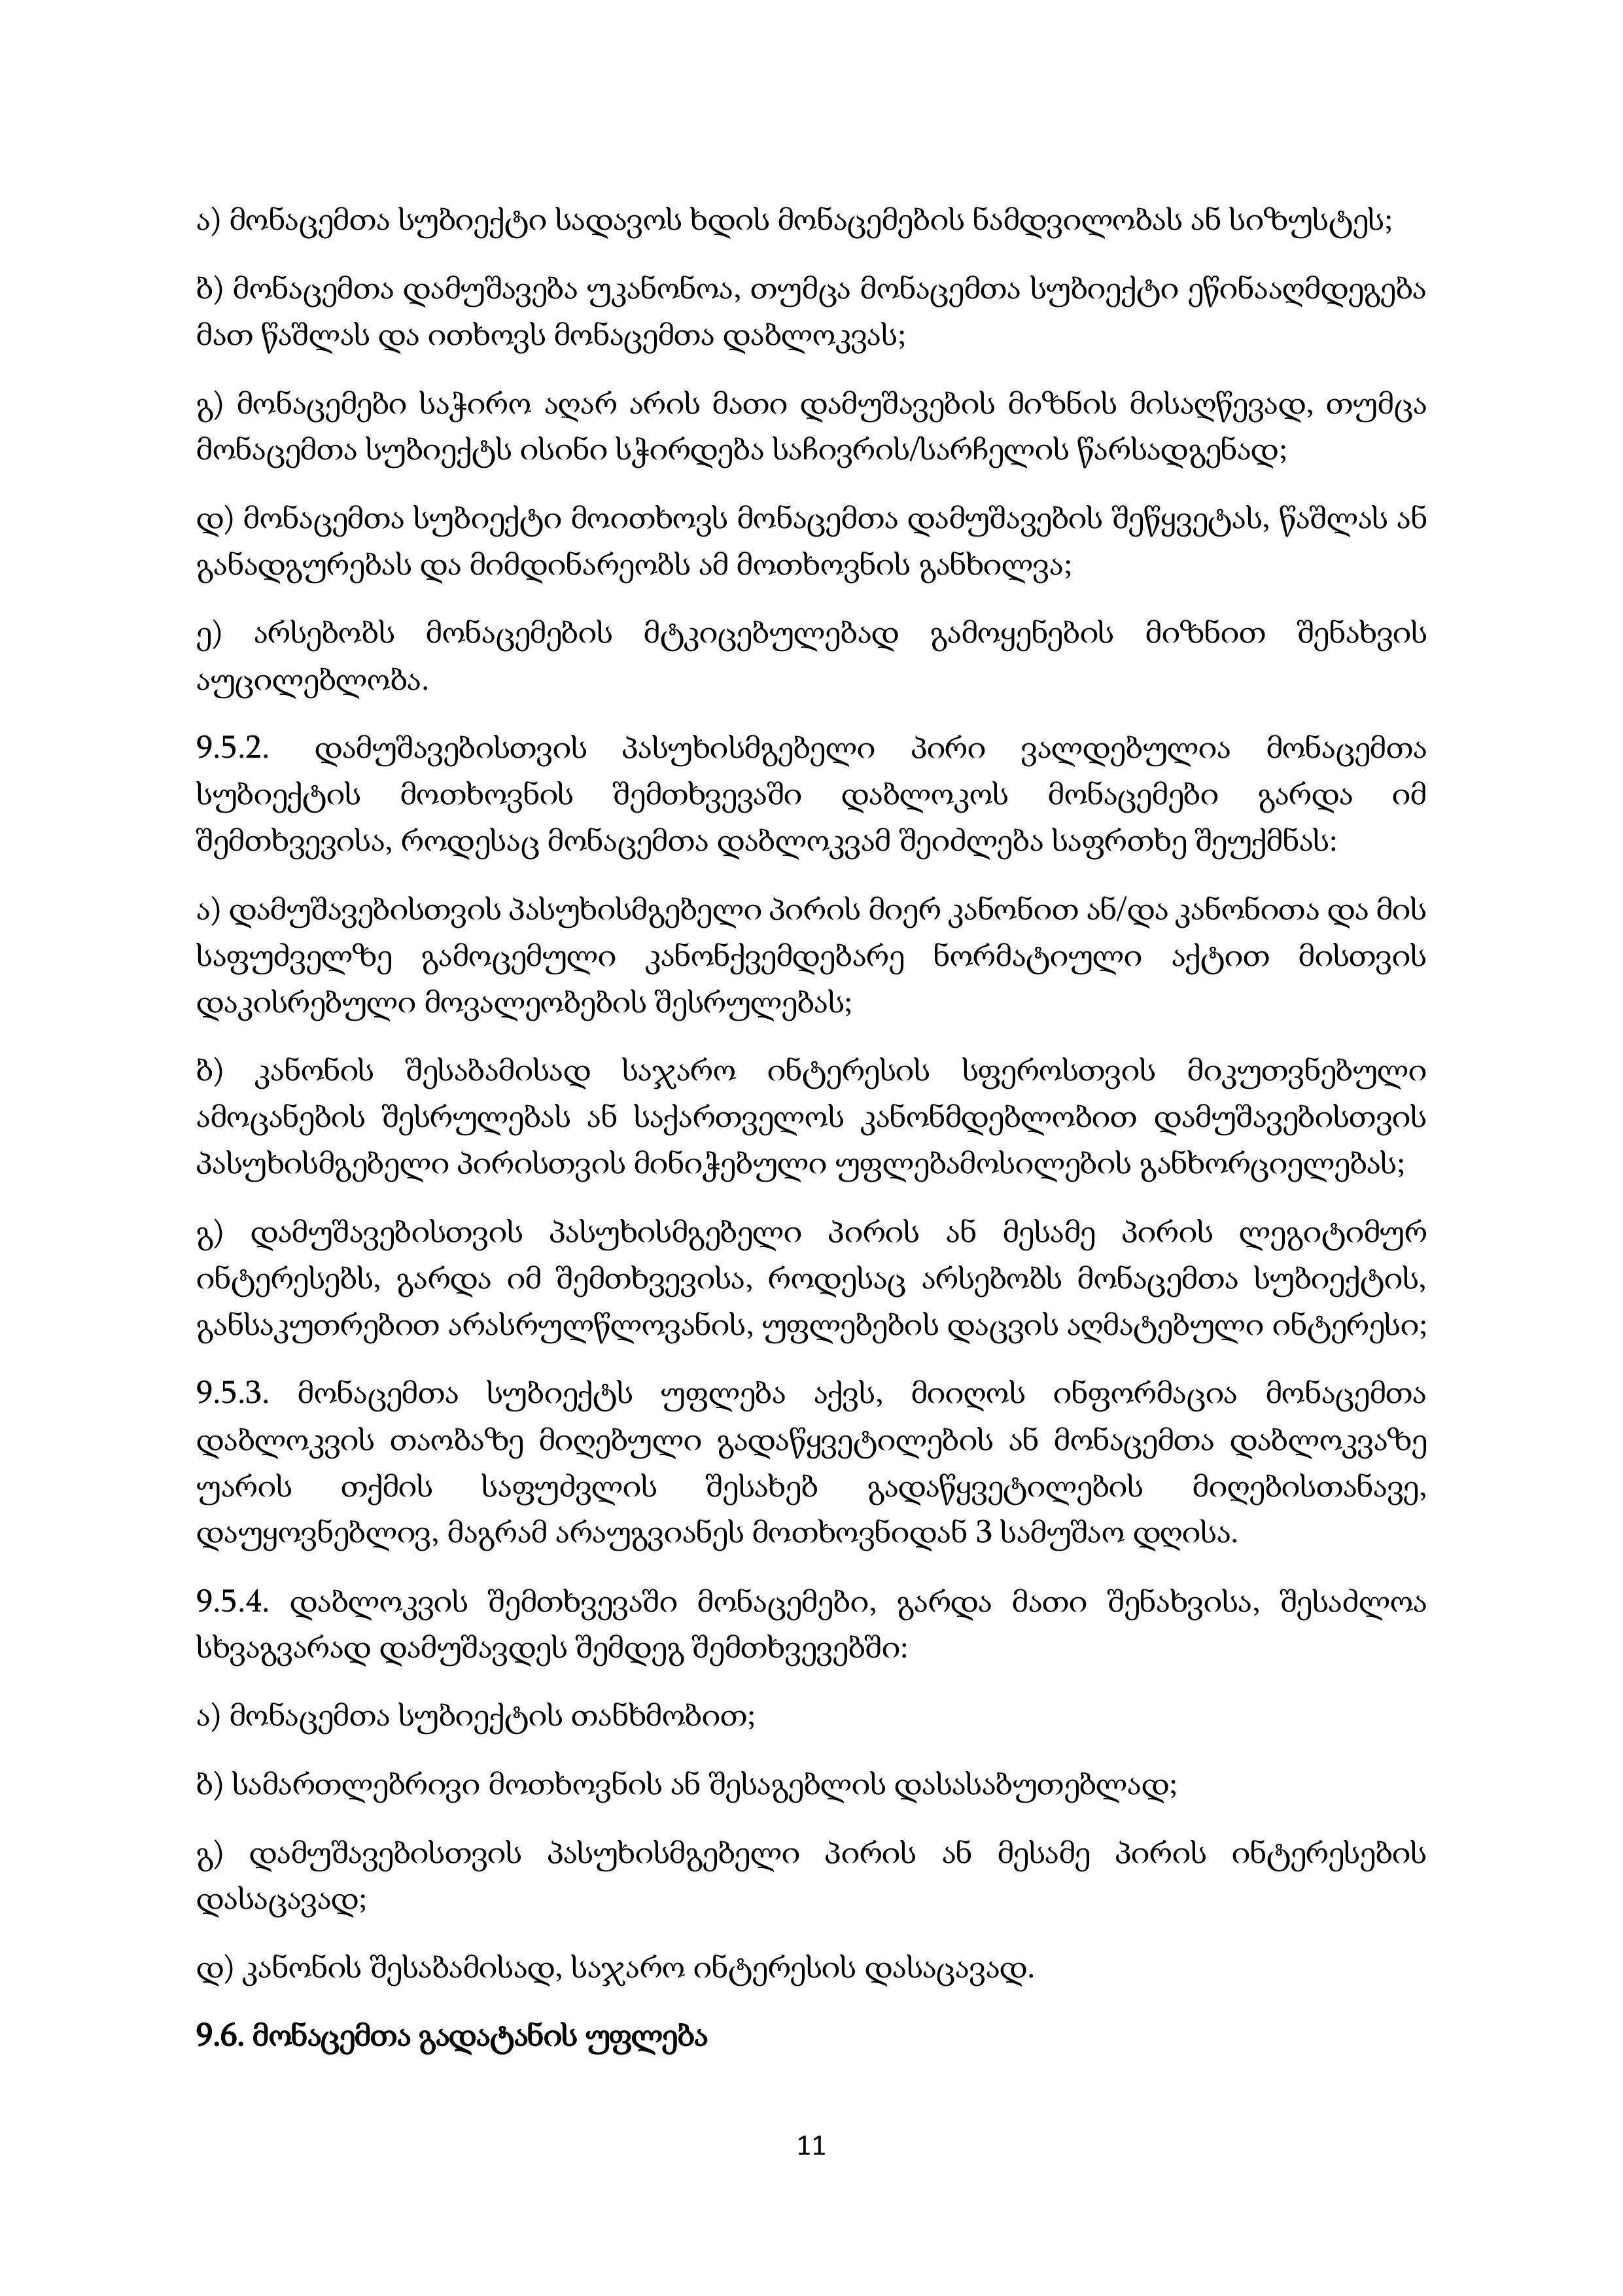 ა) მონაცემთა სუბიექტი სადავოს ხდის მონაცემების ნამდვილობას ან სიზუსტეს;
ბ) მონაცემთა დამუშავება უკანონოა, თუმცა მონაცემთა სუბიექტი ეწინააღმდეგება
მათ წაშლას და ითხოვს მონაცემთა დაბლოკვას;
გ) მონაცემები საჭირო აღარ არის მათი დამუშავების მიზნის მისაღწევად, თუმცა
მონაცემთა სუბიექტს ისინი სჭირდება საჩივრის/სარჩელის წარსადგენად;
დ) მონაცემთა სუბიექტი მოითხოვს მონაცემთა დამუშავების შეწყვეტას, წაშლას ან
განადგურებას და მიმდინარეობს ამ მოთხოვნის განხილვა;
ე) არსებობს მონაცემების მტკიცებულებად გამოყენების მიზნით შენახვის
აუცილებლობა.
9.5.2. დამუშავებისთვის პასუხისმგებელი პირი ვალდებულია მონაცემთა
სუბიექტის მოთხოვნის შემთხვევაში დაბლოკოს მონაცემები გარდა იმ
შემთხვევისა, როდესაც მონაცემთა დაბლოკვამ შეიძლება საფრთხე შეუქმნას:
ა) დამუშავებისთვის პასუხისმგებელი პირის მიერ კანონით ან/და კანონითა და მის
საფუძველზე გამოცემული კანონქვემდებარე ნორმატიული აქტით მისთვის
დაკისრებული მოვალეობების შესრულებას;
ბ) კანონის შესაბამისად საჯარო ინტერესის სფეროსთვის მიკუთვნებული
ამოცანების შესრულებას ან საქართველოს კანონმდებლობით დამუშავებისთვის
პასუხისმგებელი პირისთვის მინიჭებული უფლებამოსილების განხორციელებას;
გ) დამუშავებისთვის პასუხისმგებელი პირის ან მესამე პირის ლეგიტიმურ
ინტერესებს, გარდა იმ შემთხვევისა, როდესაც არსებობს მონაცემთა სუბიექტის,
განსაკუთრებით არასრულწლოვანის, უფლებების დაცვის აღმატებული ინტერესი;
9.5.3. მონაცემთა სუბიექტს უფლება აქვს, მიიღოს ინფორმაცია მონაცემთა
დაბლოკვის თაობაზე მიღებული გადაწყვეტილების ან მონაცემთა დაბლოკვაზე
უარის თქმის საფუძვლის შესახებ გადაწყვეტილების მიღებისთანავე,
დაუყოვნებლივ, მაგრამ არაუგვიანეს მოთხოვნიდან 3 სამუშაო დღისა.
9.5.4. დაბლოკვის შემთხვევაში მონაცემები, გარდა მათი შენახვისა, შესაძლოა
სხვაგვარად დამუშავდეს შემდეგ შემთხვევებში:
ა) მონაცემთა სუბიექტის თანხმობით;
ბ) სამართლებრივი მოთხოვნის ან შესაგებლის დასასაბუთებლად;
გ) დამუშავებისთვის პასუხისმგებელი პირის ან მესამე პირის ინტერესების
დასაცავად;
დ) კანონის შესაბამისად, საჯარო ინტერესის დასაცავად.
9.6. მონაცემთა გადატანის უფლება
11